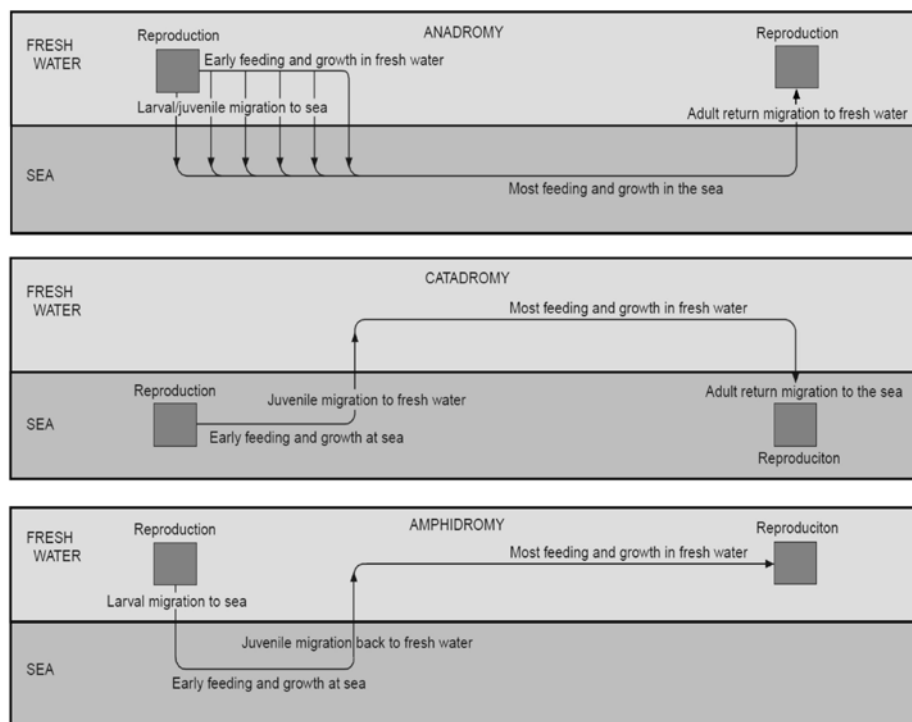 ANADROMY
FRESH
WATER
Reproduction
Early feeding and growth in fresh water
Larval/juvenile migration to sea
Reproduction
Adult return migration to fresh water
SEA
Most feeding and growth in the sea
CATADROMY
FRESH
WATER
Most feeding and growth in fresh water
Reproduction
Juvenile migration to fresh water
Adult return migration to the sea
SEA
Early feeding and growth at sea
Reproduciton
AMPHIDROMY
FRESH
WATER
Reproduction
Reproduciton
Most feeding and growth in fresh water
Larval migration to sea
Juvenile migration back to fresh water
SEA
Early feeding and growth at sea